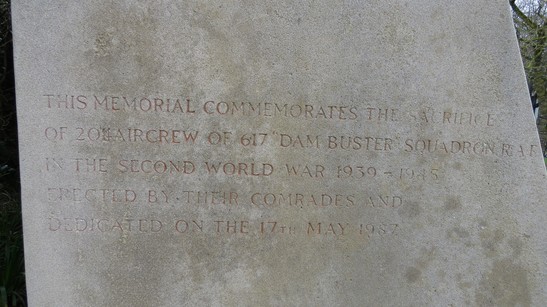 THIS MEMORIAL COMMEMORATES THE SACRIFICE
OF 204 AIRCREW OF 617 "DAM BUSTER" SQUADRON RAF
IN THE SECOND WORLD WAR 1939 - 1945
ERECTED BY THEIR COMRADES AND
DEDICATED ON THE 17TH MAY 1987